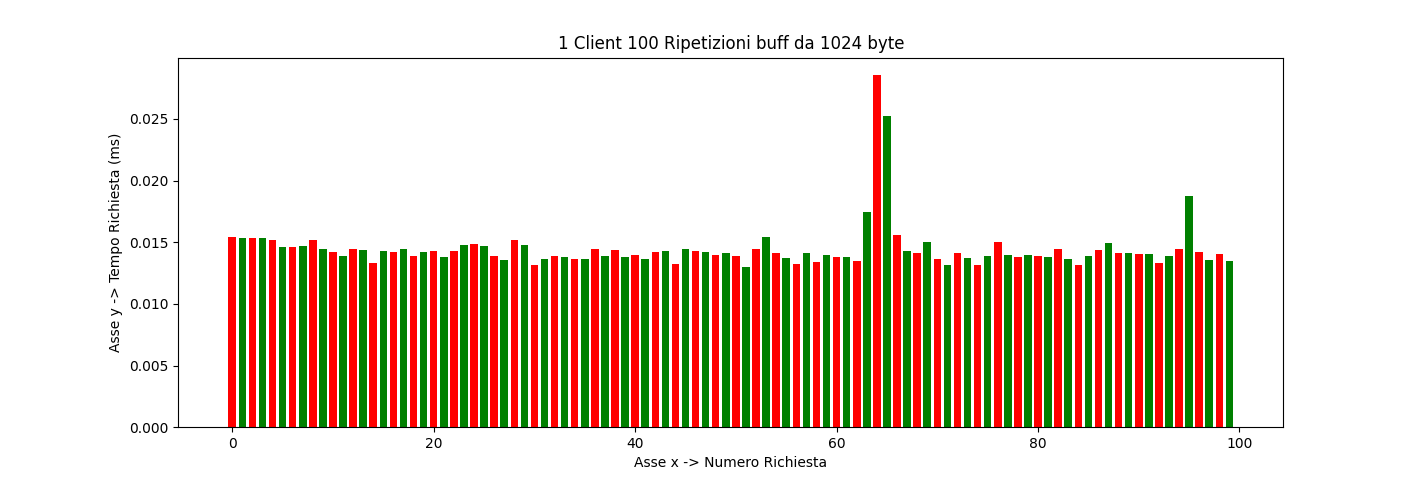 1 Client 100 Ripetizioni buff da 1024 byte
Asse y -> Tempo Richiesta (ms)
0.025
0.020
0.015
0.010
0.005
0.000
0 20 40 60 80 100
Asse x -> Numero Richiesta